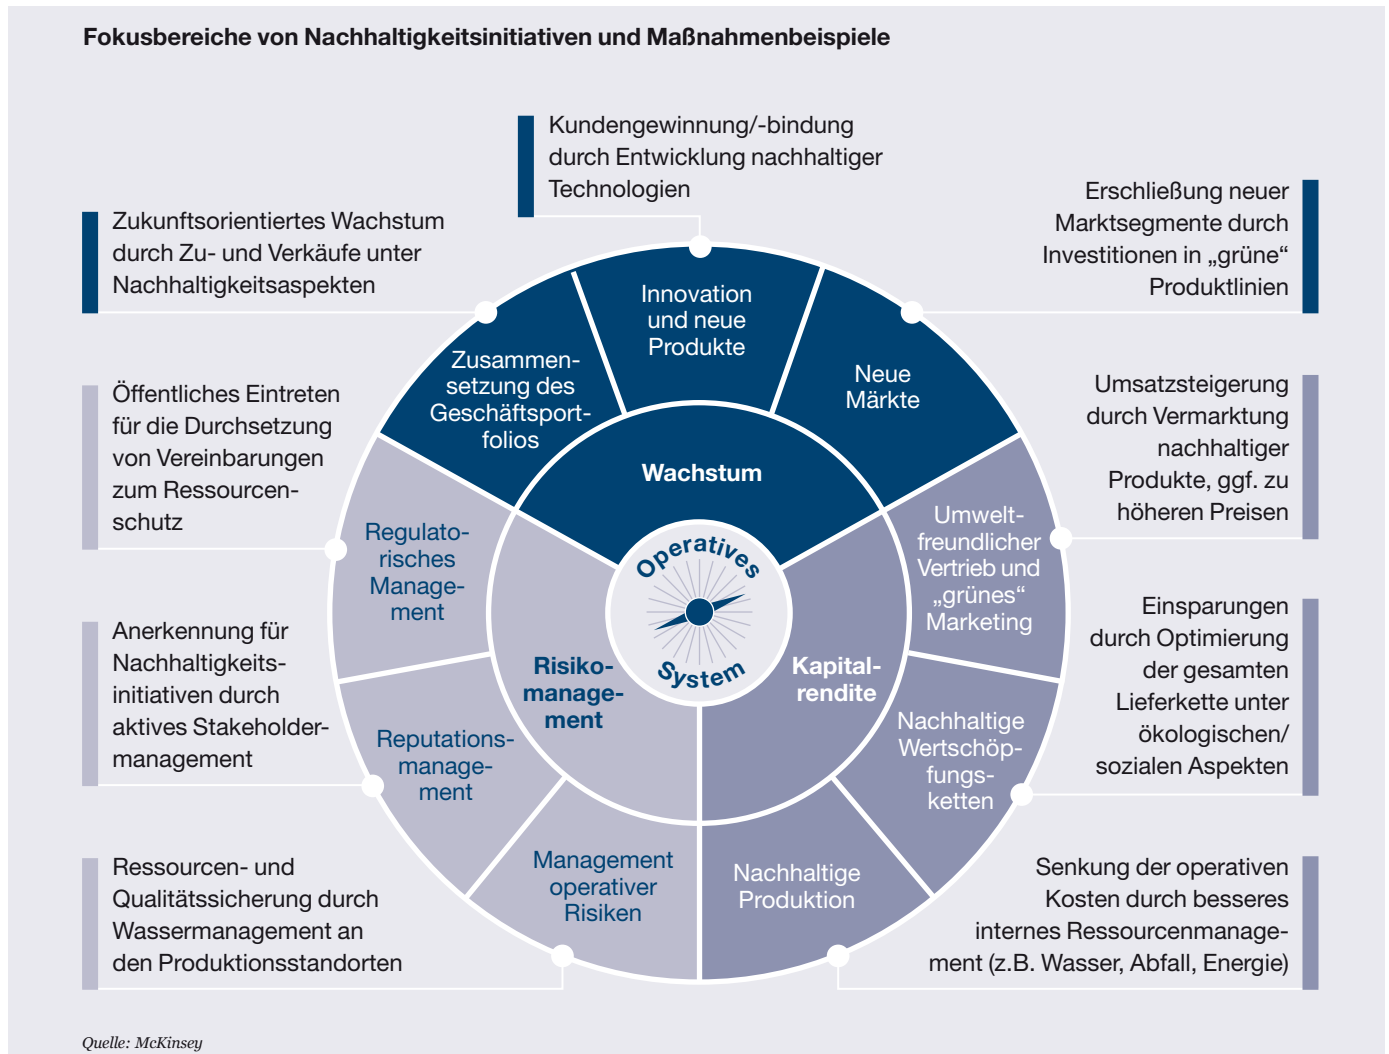 Fokusbereiche von Nachhaltigkeitsinitiativen und Maßnahmenbeispiele
Kundengewinnung/-bindung
durch Entwicklung nachhaltiger
Technologien
Zukunftsorientiertes Wachstum
durch Zu- und Verkäufe unter
Nachhaltigkeitsaspekten
Erschließung neuer
Marktsegmente durch
Investitionen in „grüne“
Produktlinien
Öffentliches Eintreten
für die Durchsetzung
von Vereinbarungen
zum Ressourcen-
schutz
Umsatzsteigerung
durch Vermarktung
nachhaltiger
Produkte, ggf. zu
höheren Preisen
Anerkennung für
Nachhaltigkeits-
initiativen durch
aktives Stakeholder-
management
Einsparungen
durch Optimierung
der gesamten
Lieferkette unter
ökologischen/
sozialen Aspekten
Ressourcen- und
Qualitätssicherung durch
Wassermanagement an
den Produktionsstandorten
Senkung der operativen
Kosten durch besseres
internes Ressourcenmanage-
ment (z.B. Wasser, Abfall, Energie)
Zusammen-
setzung des
Geschäftsport-
folios
Innovation
und neue
Produkte
Neue
Märkte
Wachstum
Regulato-
risches
Manage-
ment
Umwelt-
freundlicher
Vertrieb und
„grünes“
Marketing
Operatives
System
Risiko-
manage-
ment
Kapital-
rendite
Reputations-
manage-
ment
Nachhaltige
Wertschöp-
fungs-
ketten
Management
operativer
Risiken
Nachhaltige
Produktion
Quelle: McKinsey